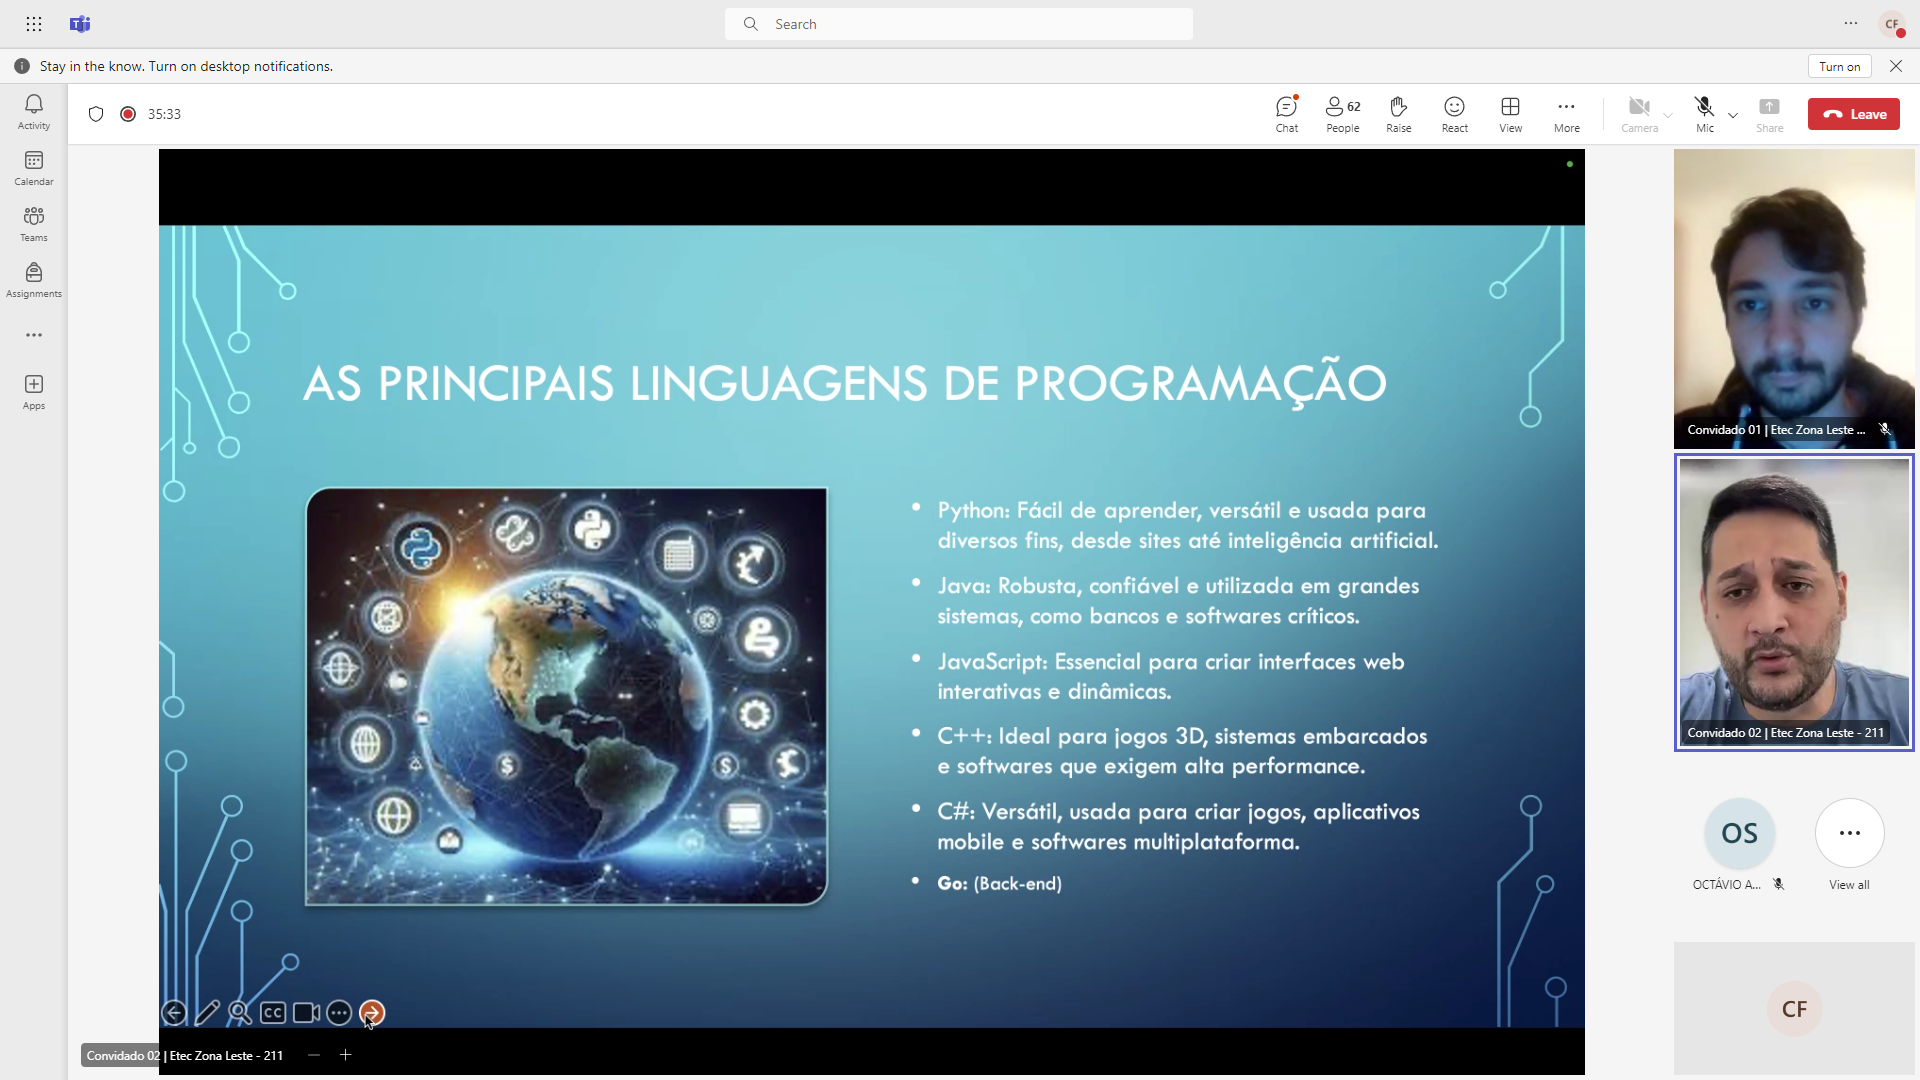 Search
CF
Stay in the know. Turn on desktop notifications.
Turn on
Activity
Calendar
Teams
Assignments
Apps
35:33
Chat
62
People
Raise
React
View
More
Camera
Mic
Share
Leave
AS PRINCIPAIS LINGUAGENS DE PROGRAMAÇÃO
• Python: Fácil de aprender, versátil e usada para
diversos fins, desde sites até inteligência artificial.
• Java: Robusta, confiável e utilizada em grandes
sistemas, como bancos e softwares críticos.
• JavaScript: Essencial para criar interfaces web
interativas e dinâmicas.
• C++: Ideal para jogos 3D, sistemas embarcados
e softwares que exigem alta performance.
• C#: Versátil, usada para criar jogos, aplicativos
mobile e softwares multiplataforma.
• Go: (Back-end)
CC
Convidado 02 | Etec Zona Leste - 211
Convidado 01 | Etec Zona Leste ...
Convidado 02 | Etec Zona Leste - 211
OS
OCTÁVIO A...
View all
CF